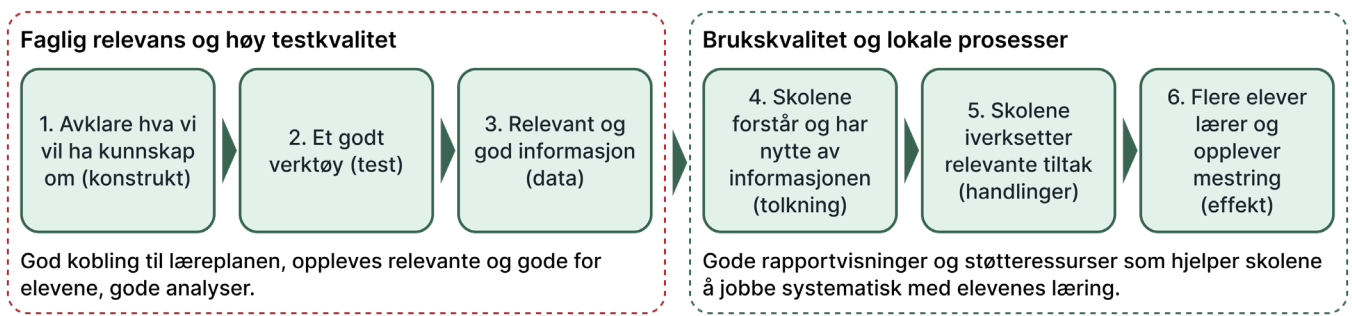 Faglig relevans og høy testkvalitet
1. Avklare hva vi
vil ha kunnskap
om (konstrukt)
2. Et godt
verktøy (test)
3. Relevant og
god informasjon
(data)
God kobling til læreplanen, oppleves relevante og gode for
elevene, gode analyser.
Brukskvalitet og lokale prosesser
4. Skolene
forstår og har
nytte av
informasjonen
(tolkning)
5. Skolene
iverksetter
relevante tiltak
(handlinger)
6. Flere elever
lærer og
opplever
mestring
(effekt)
Gode rapportvisninger og støtteressurser som hjelper skolene
å jobbe systematisk med elevenes læring.